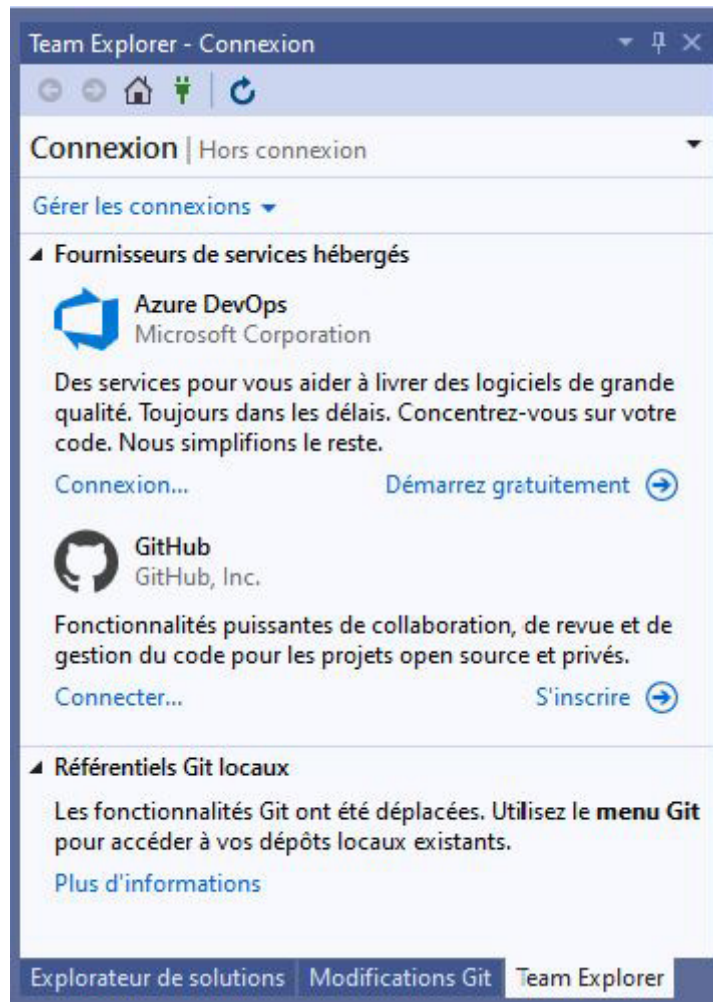 Team Explorer - Connexion
Connexion | Hors connexion
Gérer les connexions
Fournisseurs de services hébergés
Azure DevOps
Microsoft Corporation
Des services pour vous aider à livrer des logiciels de grande
qualité. Toujours dans les délais. Concentrez-vous sur votre
code. Nous simplifions le reste.
Connexion... Démarrez gratuitement
GitHub
GitHub, Inc.
Fonctionnalités puissantes de collaboration, de revue et de
gestion du code pour les projets open source et privés.
Connecter... S'inscrire
Référentiels Git locaux
Les fonctionnalités Git ont été déplacées. Utilisez le menu Git
pour accéder à vos dépôts locaux existants.
Plus d'informations
Explorateur de solutions Modifications Git Team Explorer